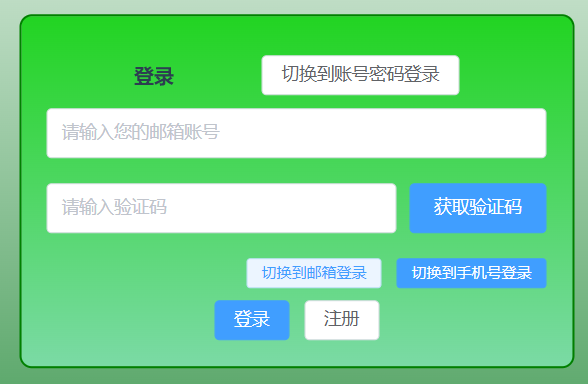 登录 切换到账号密码登录
请输入您的邮箱账号
请输入验证码 获取验证码
切换到邮箱登录 切换到手机号登录
登录 注册